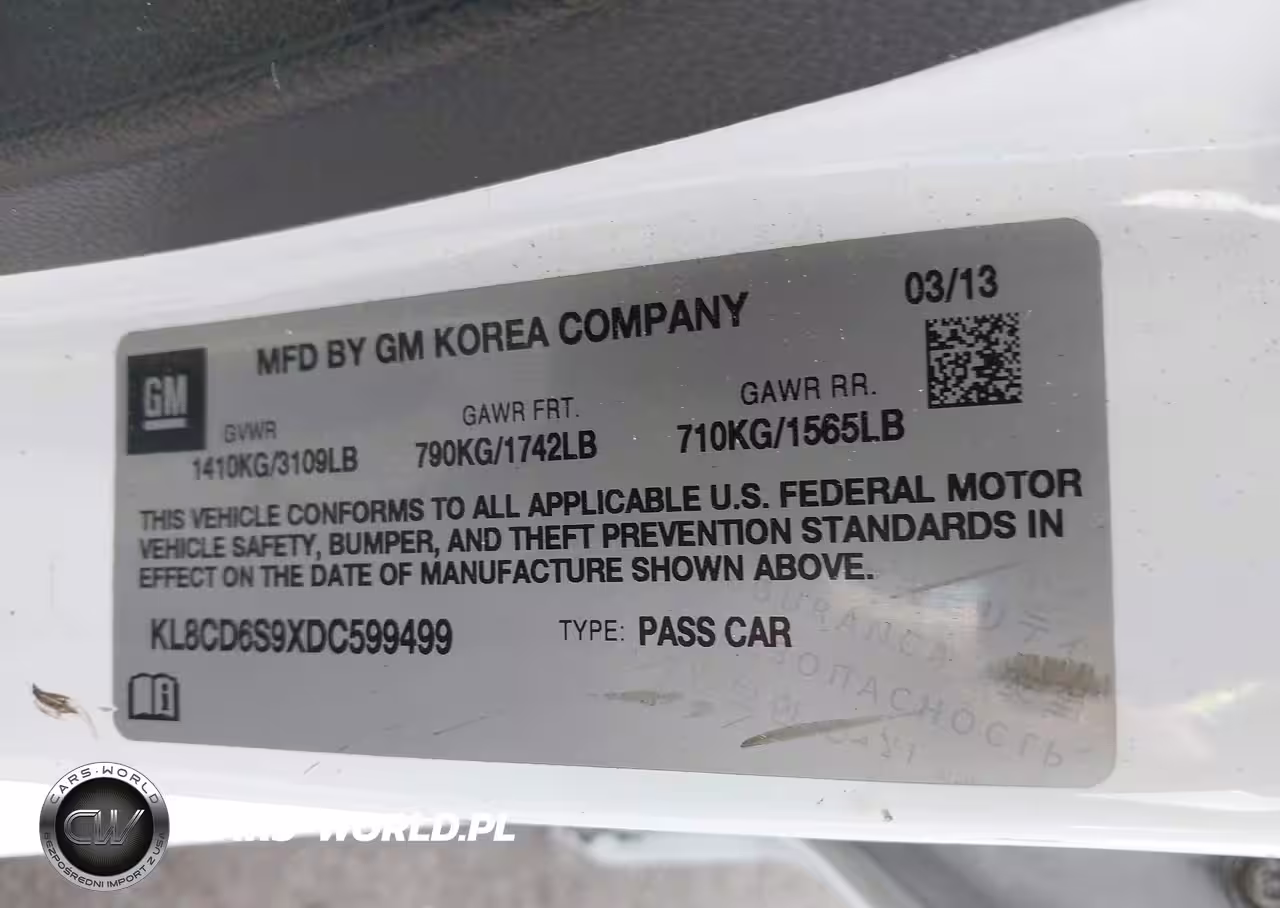 03/13
MFD BY GM KOREA COMPANY
GM
GVWR GAWR FRT. GAWR RR.
1410KG/3109LB 790KG/1742LB 710KG/1565LB
THIS VEHICLE CONFORMS TO ALL APPLICABLE U.S. FEDERAL MOTOR
VEHICLE SAFETY, BUMPER, AND THEFT PREVENTION STANDARDS IN
EFFECT ON THE DATE OF MANUFACTURE SHOWN ABOVE.
KL8CD6S9XDC599499 TYPE: PASS CAR
CARS-WORLD
CW
BEZPOŚREDNI IMPORT Z USA
WORLD.PL